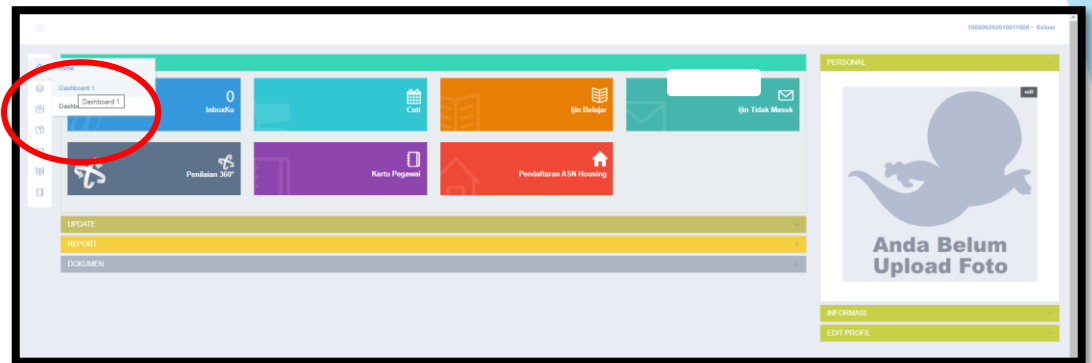 198806252010011006 – Keluar
Home
Dashboard 1
Dashboard 1
0
InboxKu
Cuti
Ijin Belajar
Ijin Tidak Masuk
Penilaian 360°
Kartu Pegawai
Pendaftaran ASN Housing
UPDATE
REPORT
DOKUMEN
PERSONAL
edit
Anda Belum
Upload Foto
INFORMASI
EDIT PROFIL